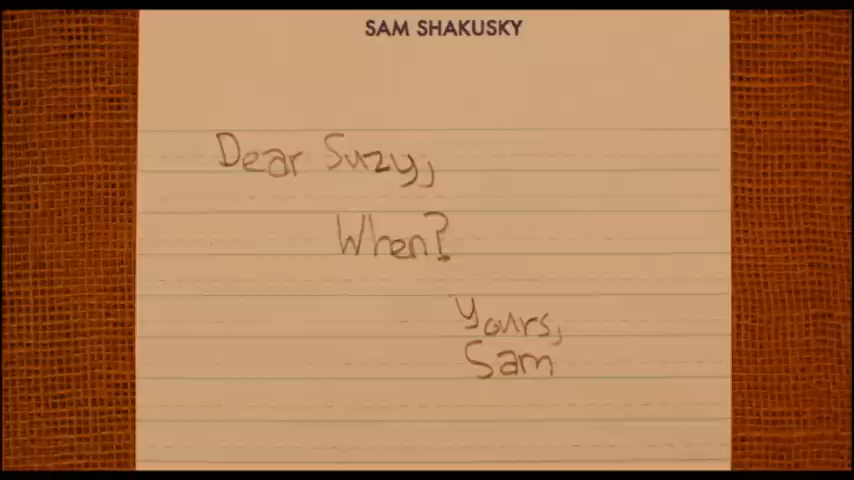 SAM SHAKUSKY
Dear Suzy,
When?
Yours,
Sam